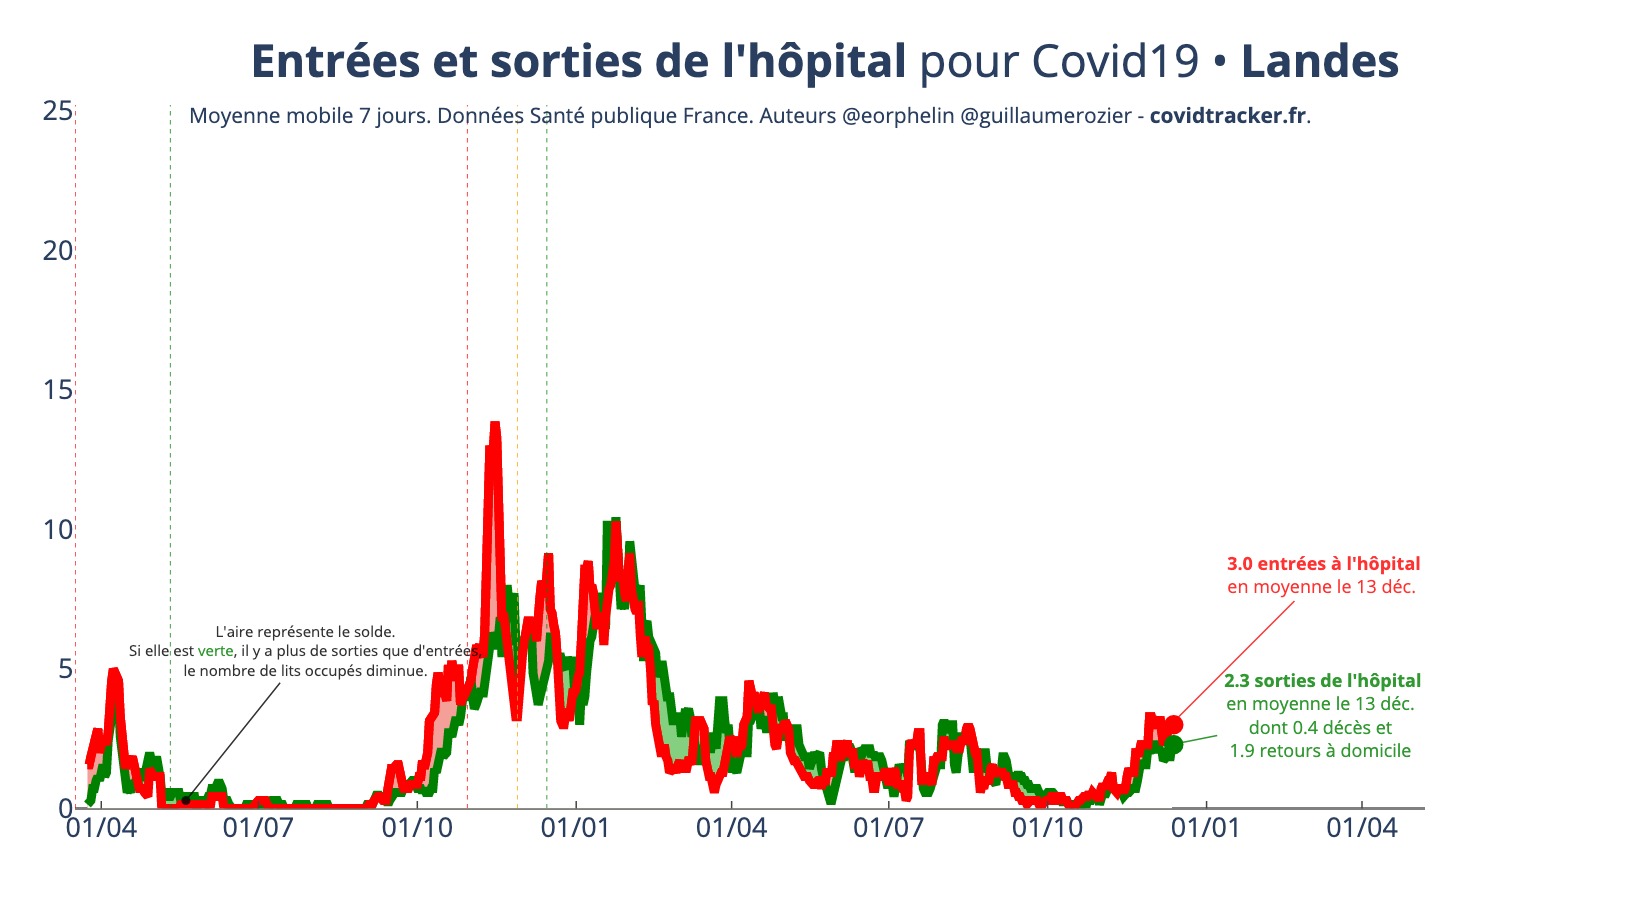 Entrées et sorties de l'hôpital pour Covid19 • Landes
Moyenne mobile 7 jours. Données Santé publique France. Auteurs @eorphelin @guillaumerozier - covidtracker.fr.
25
20
15
10
5
0
L'aire représente le solde.
Si elle est verte, il y a plus de sorties que d'entrées,
le nombre de lits occupés diminue.
3.0 entrées à l'hôpital
en moyenne le 13 déc.
2.3 sorties de l'hôpital
en moyenne le 13 déc.
dont 0.4 décès et
1.9 retours à domicile
01/04 01/07 01/10 01/01 01/04 01/07 01/10 01/01 01/04